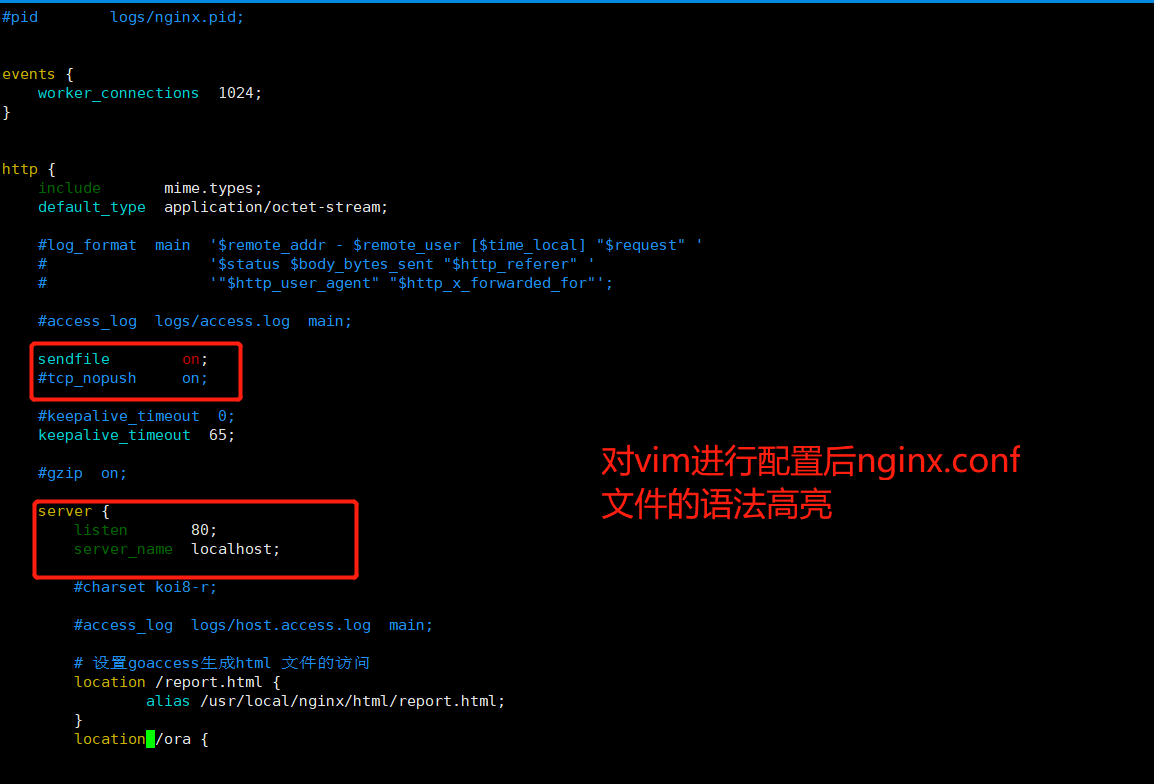 #pid        logs/nginx.pid;
events {
    worker_connections  1024;
}
http {
    include       mime.types;
    default_type  application/octet-stream;
    #log_format  main  '$remote_addr - $remote_user [$time_local] "$request" '
    #                  '$status $body_bytes_sent "$http_referer" '
    #                  '"$http_user_agent" "$http_x_forwarded_for"';
    #access_log  logs/access.log  main;
    sendfile        on;
    #tcp_nopush     on;
    #keepalive_timeout  0;
    keepalive_timeout  65;
    #gzip  on;
    server {
        listen       80;
        server_name  localhost;
        #charset koi8-r;
        #access_log  logs/host.access.log  main;
        # 设置goaccess生成html 文件的访问
        location /report.html {
                alias /usr/local/nginx/html/report.html;
        }
        location /ora {
对vim进行配置后nginx.conf
文件的语法高亮